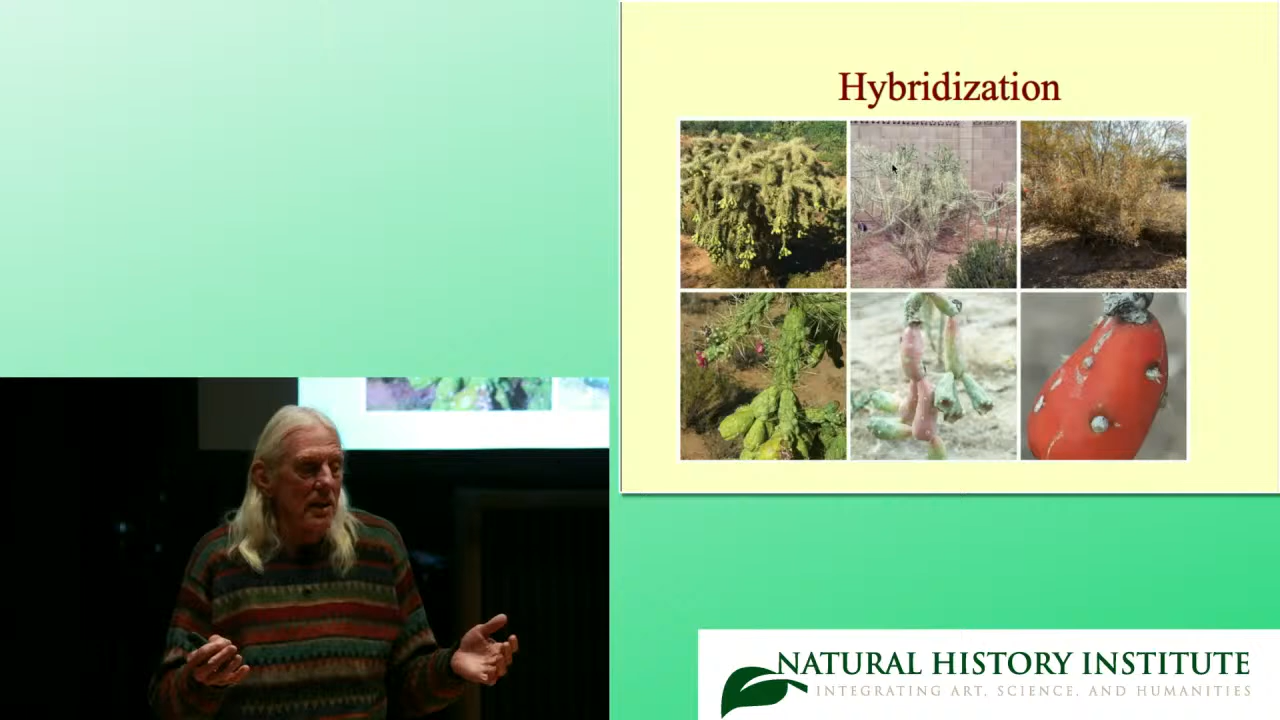 Hybridization
NATURAL HISTORY INSTITUTE
INTEGRATING ART, SCIENCE, AND HUMANITIES